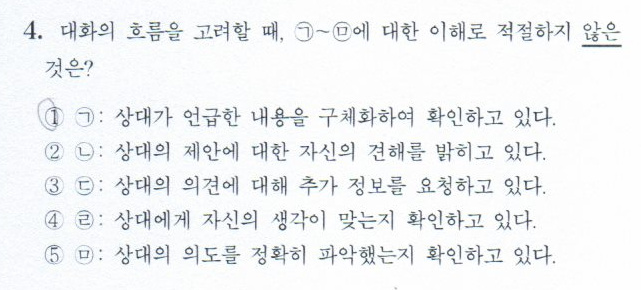 4. 대화의 흐름을 고려할 때, ㉠~㉤에 대한 이해로 적절하지 않은
것은?
① ㉠: 상대가 언급한 내용을 구체화하여 확인하고 있다.
② ㉡: 상대의 제안에 대한 자신의 견해를 밝히고 있다.
③ ㉢: 상대의 의견에 대해 추가 정보를 요청하고 있다.
④ ㉣: 상대에게 자신의 생각이 맞는지 확인하고 있다.
⑤ ㉤: 상대의 의도를 정확히 파악했는지 확인하고 있다.